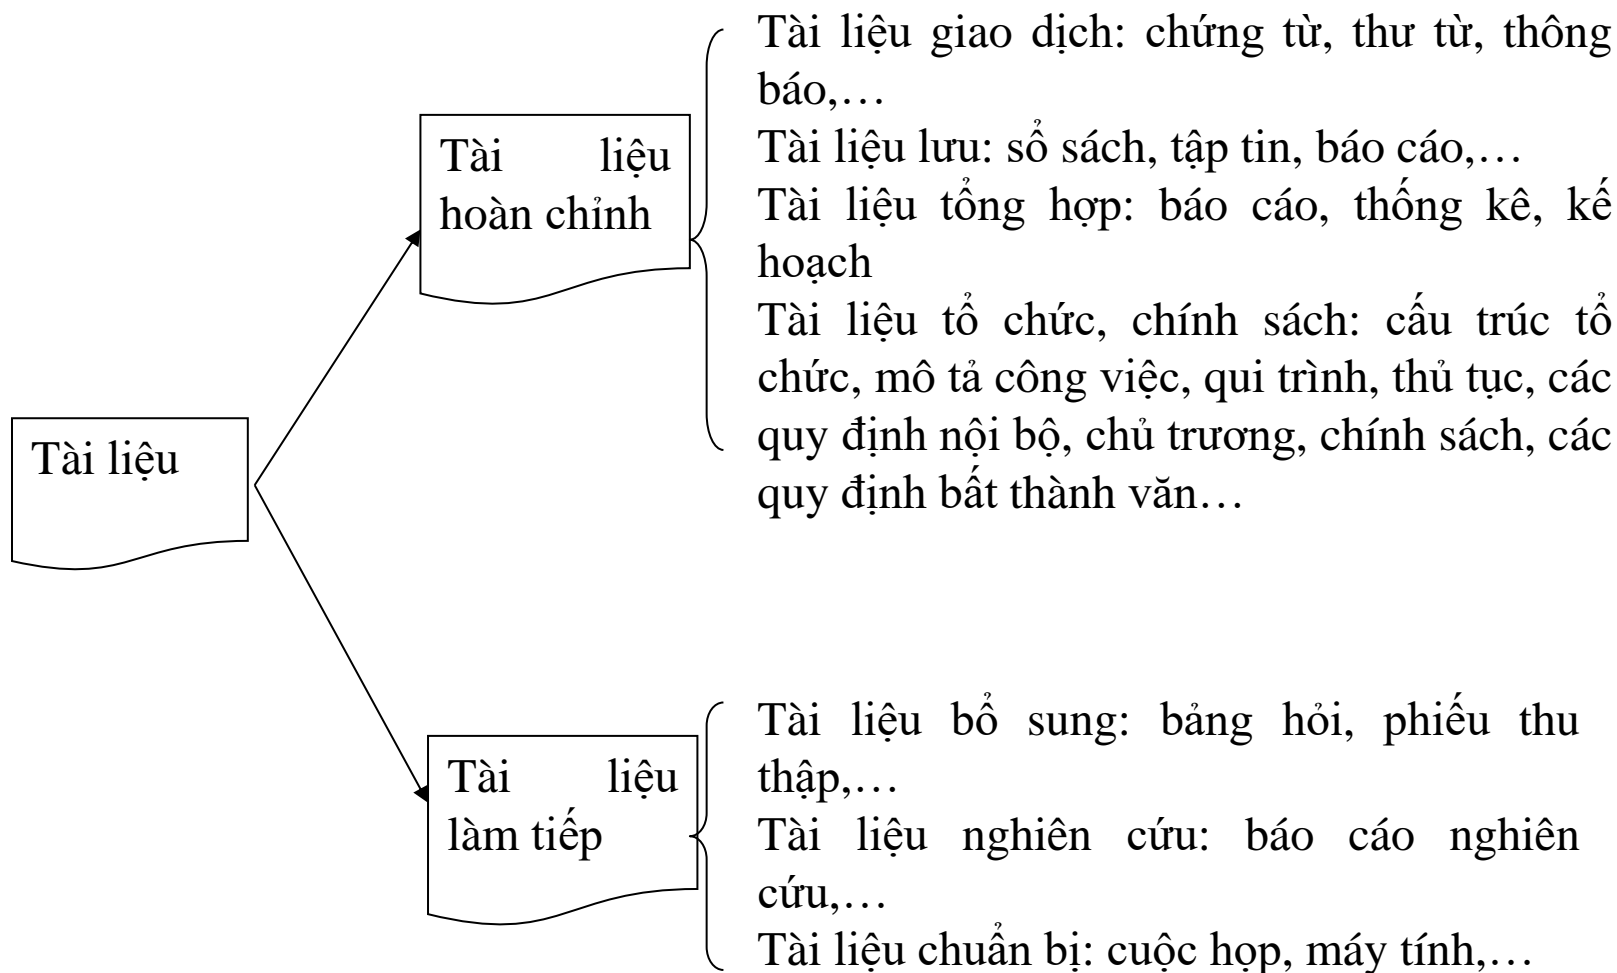 Tài liệu giao dịch: chứng từ, thư từ, thông
báo,…
Tài liệu lưu: sổ sách, tập tin, báo cáo,…
Tài liệu tổng hợp: báo cáo, thống kê, kế
hoạch
Tài liệu tổ chức, chính sách: cấu trúc tổ
chức, mô tả công việc, qui trình, thủ tục, các
quy định nội bộ, chủ trương, chính sách, các
quy định bất thành văn…
Tài liệu
hoàn chỉnh
Tài liệu
Tài liệu
làm tiếp
Tài liệu bổ sung: bảng hỏi, phiếu thu
thập,…
Tài liệu nghiên cứu: báo cáo nghiên
cứu,…
Tài liệu chuẩn bị: cuộc họp, máy tính,…